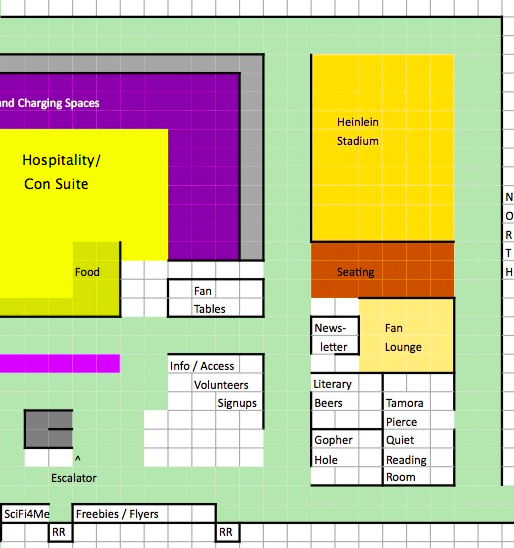 and Charging Spaces
Hospitality/
Con Suite
Food
Fan
Tables
Heinlein
Stadium
Seating
News-
letter
Fan
Lounge
NORTH
Info / Access
Volunteers
Signups
Literary
Beers
Gopher
Hole
Tamora
Pierce
Quiet
Reading
Room
^
Escalator
SciFi4Me
Freebies / Flyers
RR
RR